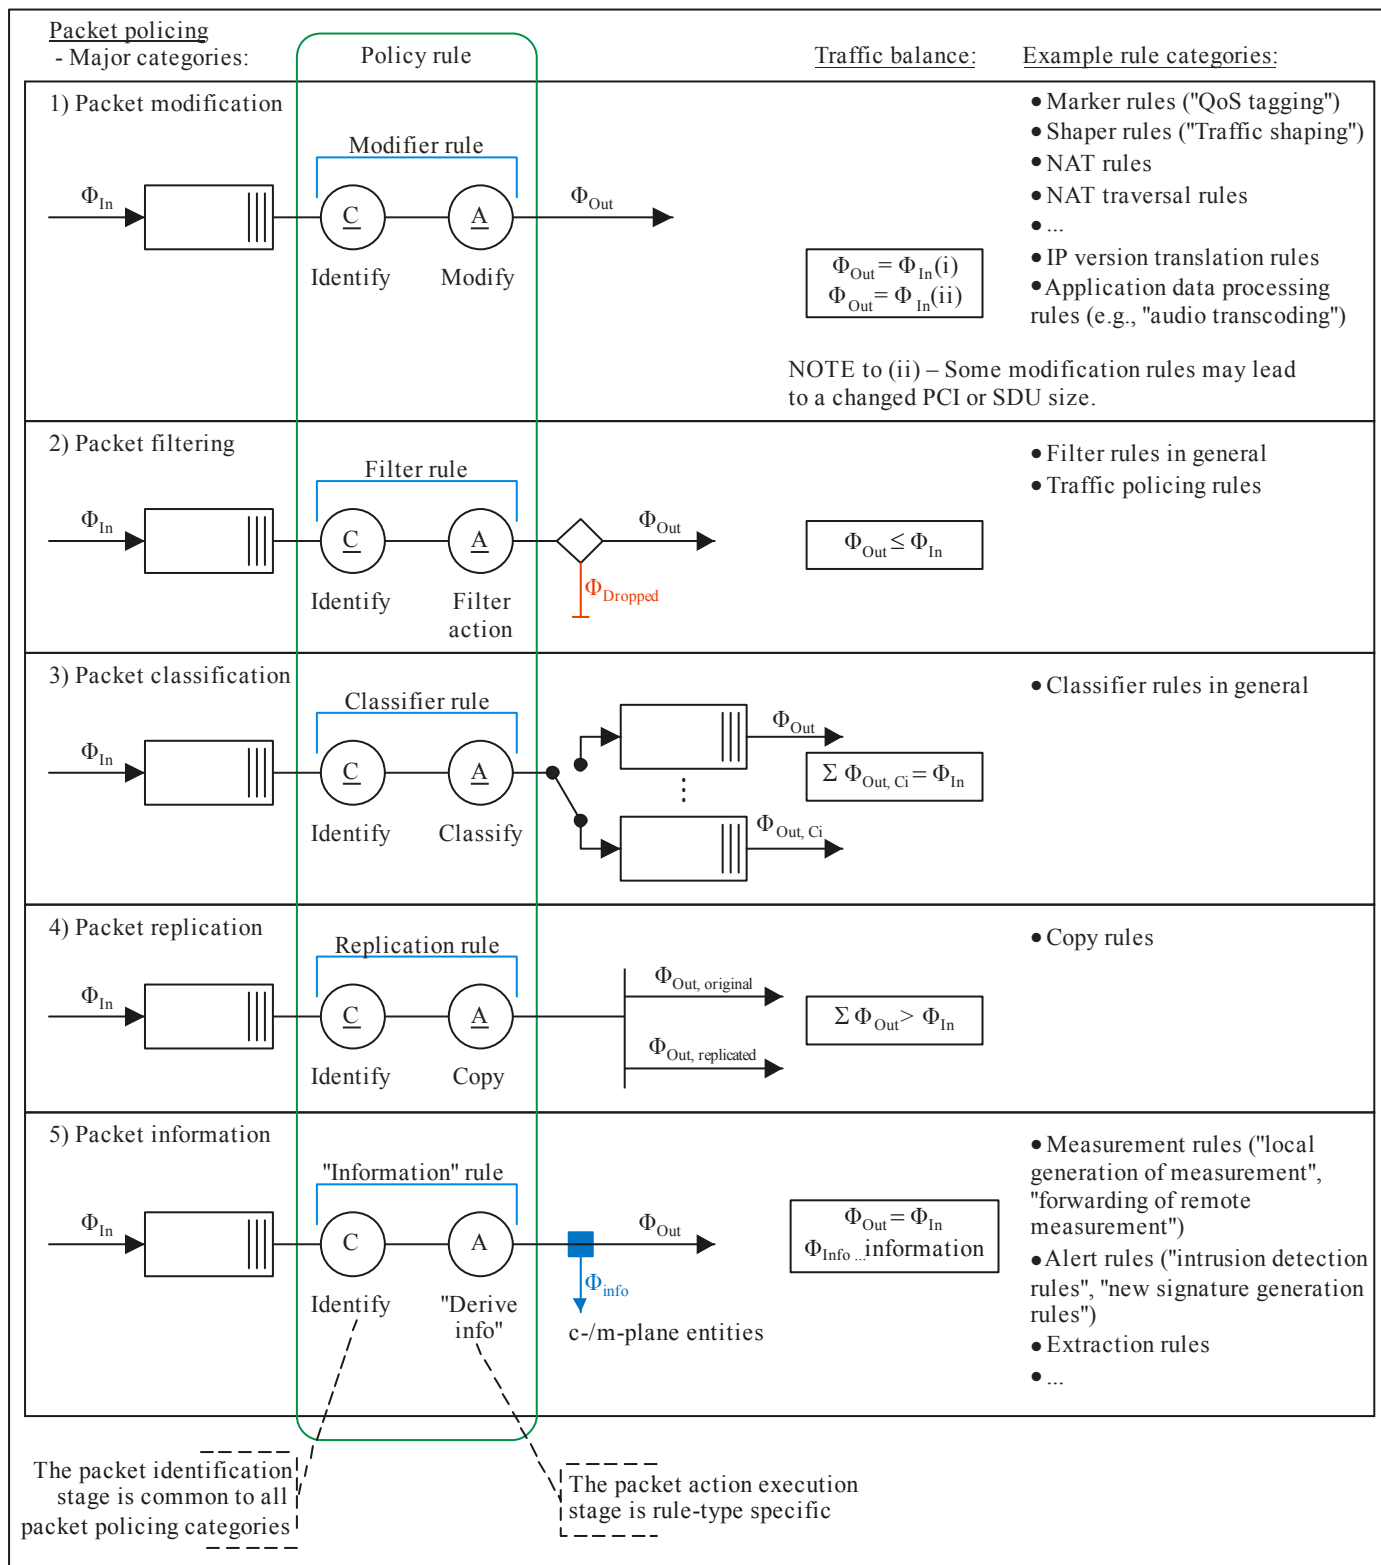 Packet policing
- Major categories:
Policy rule
Traffic balance:
Example rule categories:
1) Packet modification
Modifier rule
ΦIn
C
A
ΦOut
Identify
Modify
ΦOut = ΦIn (i)
ΦOut = ΦIn (ii)
NOTE to (ii) – Some modification rules may lead
to a changed PCI or SDU size.
• Marker rules ("QoS tagging")
• Shaper rules ("Traffic shaping")
• NAT rules
• NAT traversal rules
• ...
• IP version translation rules
• Application data processing
rules (e.g., "audio transcoding")
2) Packet filtering
Filter rule
ΦIn
C
A
ΦOut
ΦDropped
Identify
Filter
action
ΦOut ≤ ΦIn
• Filter rules in general
• Traffic policing rules
3) Packet classification
Classifier rule
ΦIn
C
A
Identify
Classify
ΦOut
⋮
ΦOut, Ci
Σ ΦOut, Ci = ΦIn
• Classifier rules in general
4) Packet replication
Replication rule
ΦIn
C
A
Identify
Copy
ΦOut, original
ΦOut, replicated
Σ ΦOut > ΦIn
• Copy rules
5) Packet information
"Information" rule
ΦIn
C
A
ΦOut
Φinfo
Identify
"Derive
info"
c-/m-plane entities
ΦOut = ΦIn
ΦInfo ... information
• Measurement rules ("local
generation of measurement",
"forwarding of remote
measurement")
• Alert rules ("intrusion detection
rules", "new signature generation
rules")
• Extraction rules
• ...
The packet identification
stage is common to all
packet policing categories
The packet action execution
stage is rule-type specific